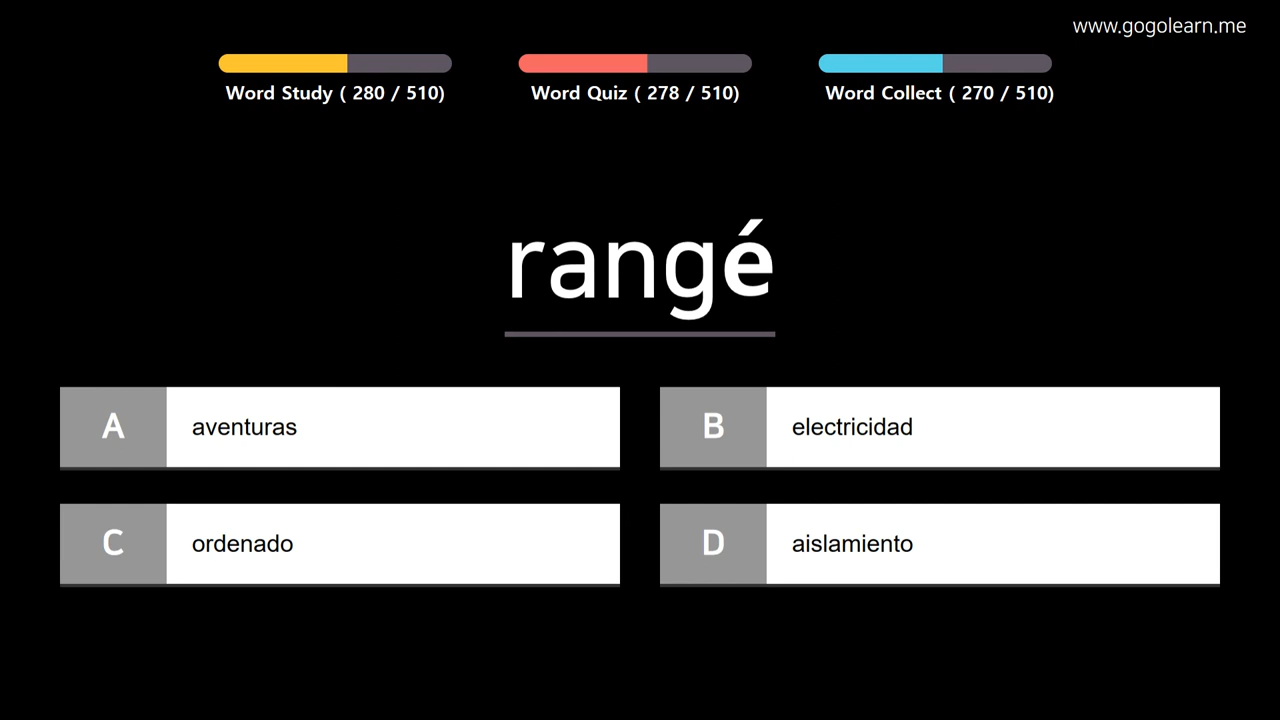 www.gogolearn.me
Word Study ( 280 / 510)
Word Quiz ( 278 / 510)
Word Collect ( 270 / 510)
rangé
A aventuras
B electricidad
C ordenado
D aislamiento